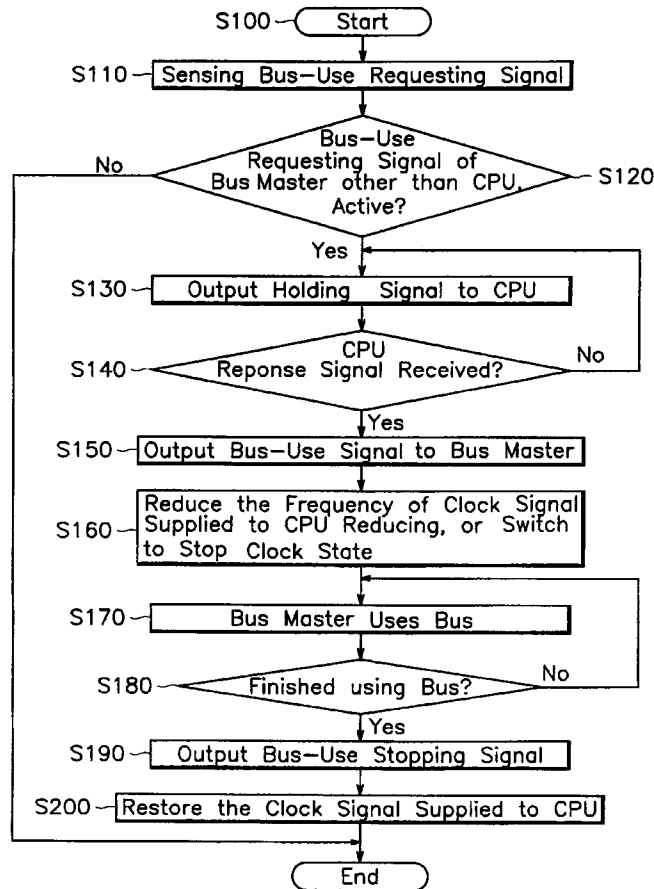 S100
Start
S110
Sensing Bus-Use Requesting Signal
Bus-Use
Requesting Signal of
Bus Master other than CPU,
Active?
S120
No
Yes
S130
Output Holding Signal to CPU
S140
CPU
Reponse Signal Received?
No
Yes
S150
Output Bus-Use Signal to Bus Master
S160
Reduce the Frequency of Clock Signal
Supplied to CPU Reducing, or Switch
to Stop Clock State
S170
Bus Master Uses Bus
S180
Finished using Bus?
No
Yes
S190
Output Bus-Use Stopping Signal
S200
Restore the Clock Signal Supplied to CPU
End